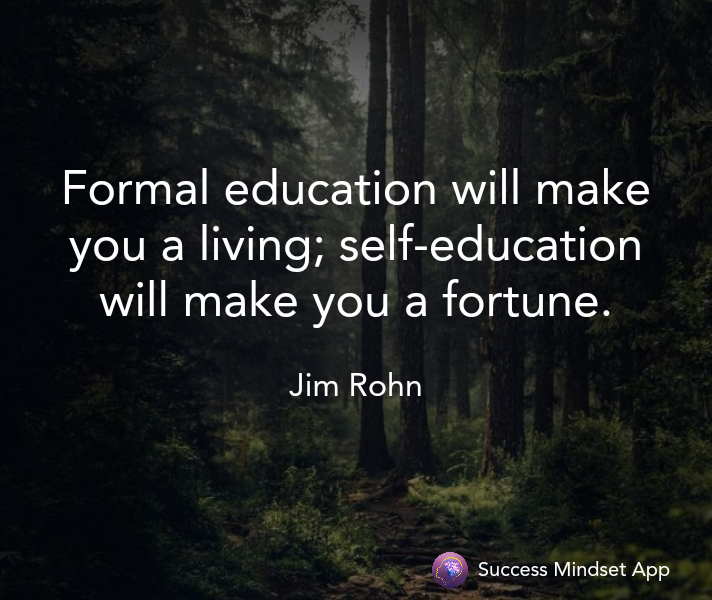 Formal education will make
you a living; self-education
will make you a fortune.
Jim Rohn
Success Mindset App